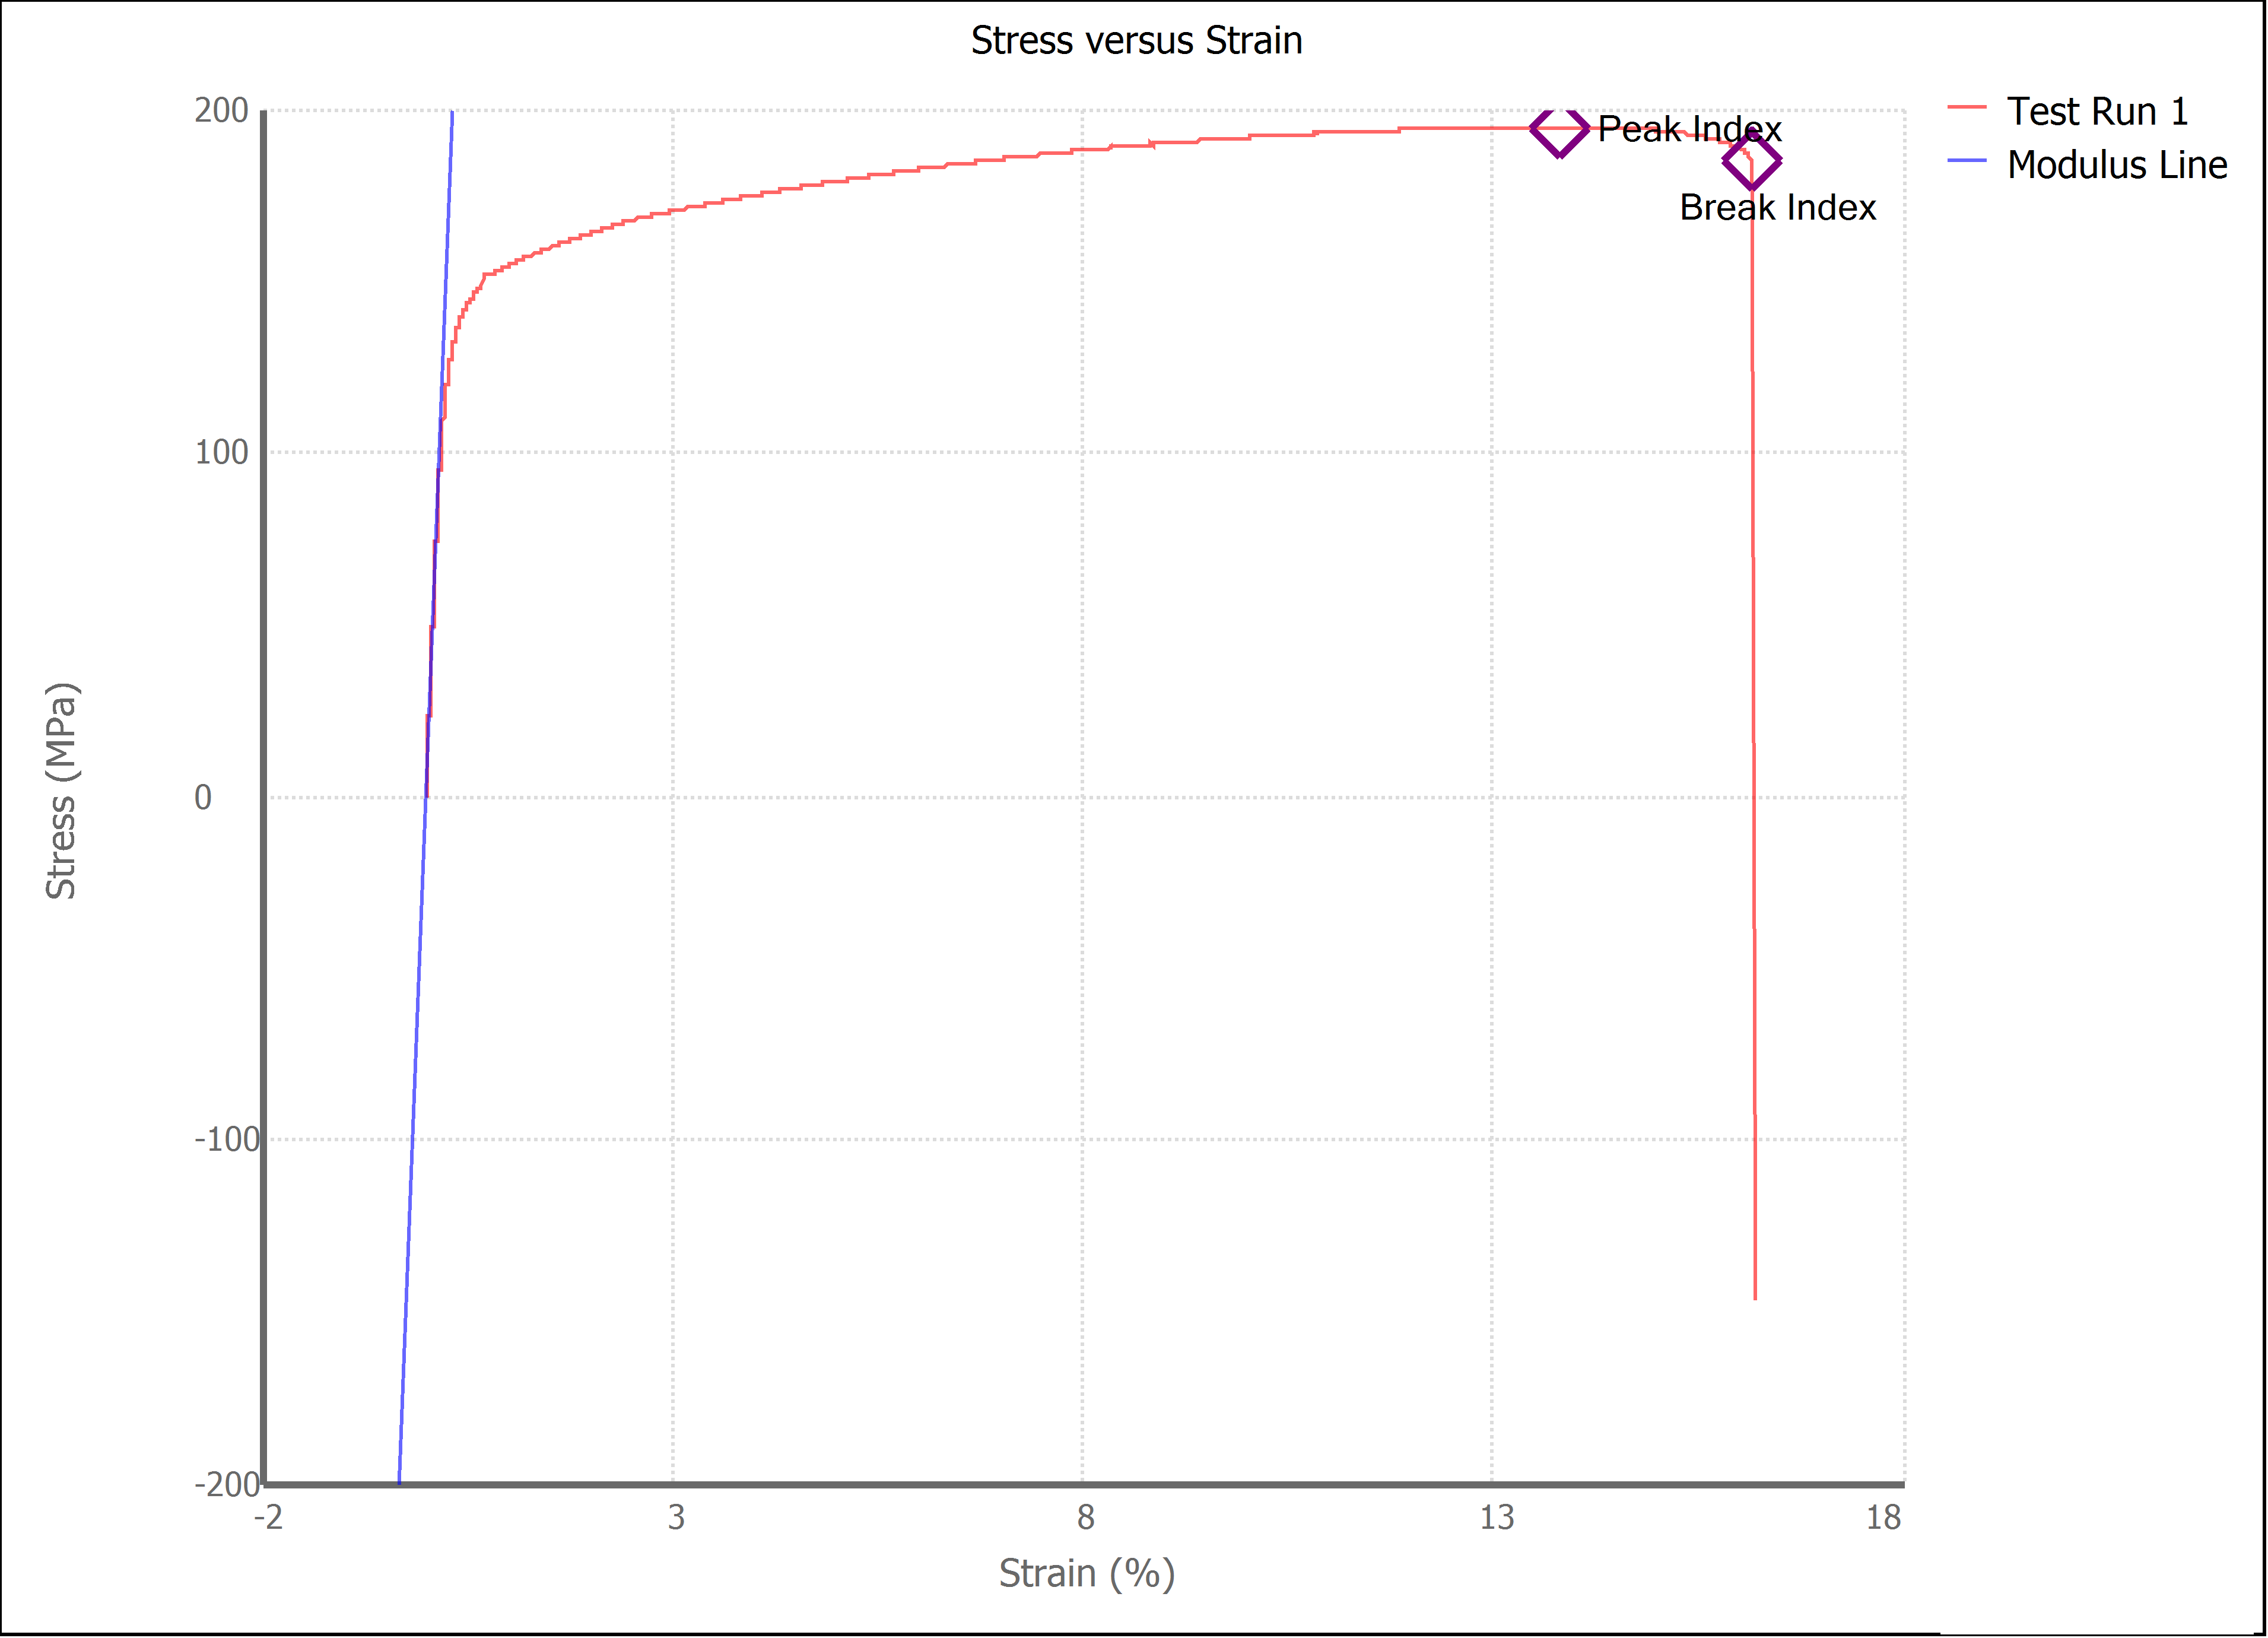 Stress versus Strain
200
100
0
-100
-200
Stress (MPa)
-2
3
8
13
18
Strain (%)
Peak Index
Break Index
Test Run 1
Modulus Line